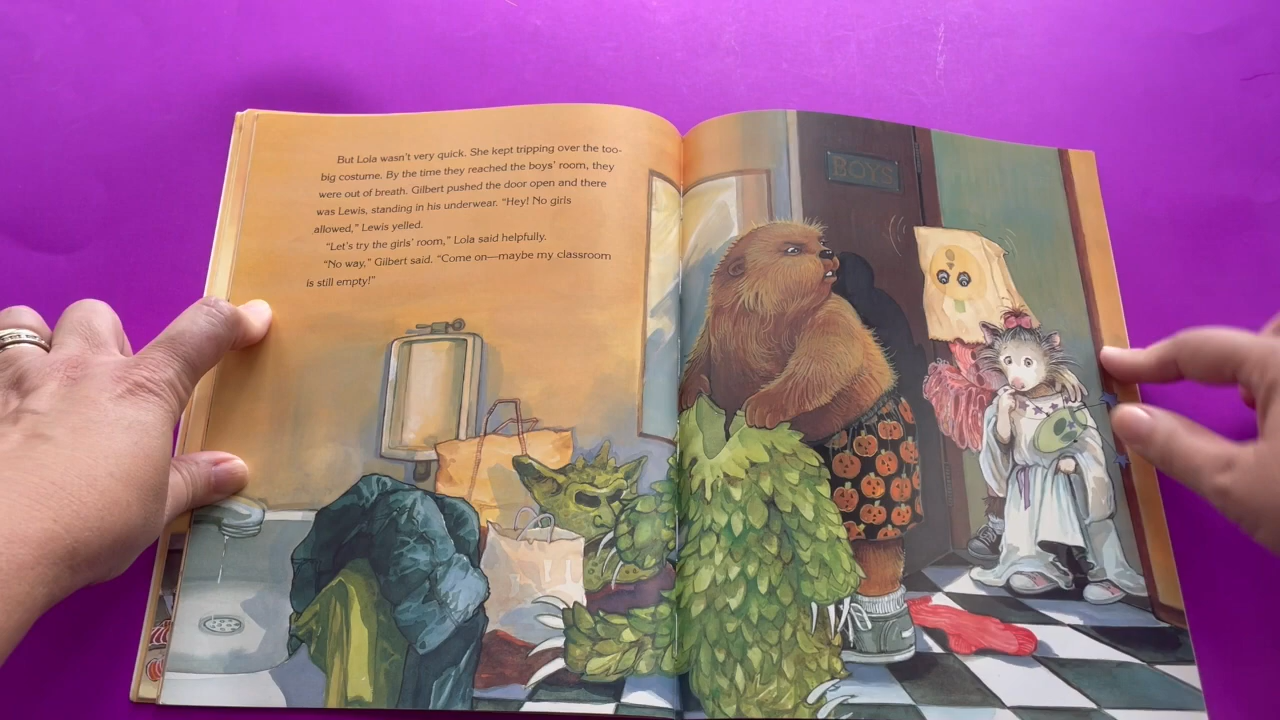 But Lola wasn't very quick. She kept tripping over the too-
big costume. By the time they reached the boys' room, they
were out of breath. Gilbert pushed the door open and there
was Lewis, standing in his underwear. "Hey! No girls
allowed," Lewis yelled.
"Let's try the girls' room," Lola said helpfully.
"No way," Gilbert said. "Come on—maybe my classroom
is still empty!"
BOYS